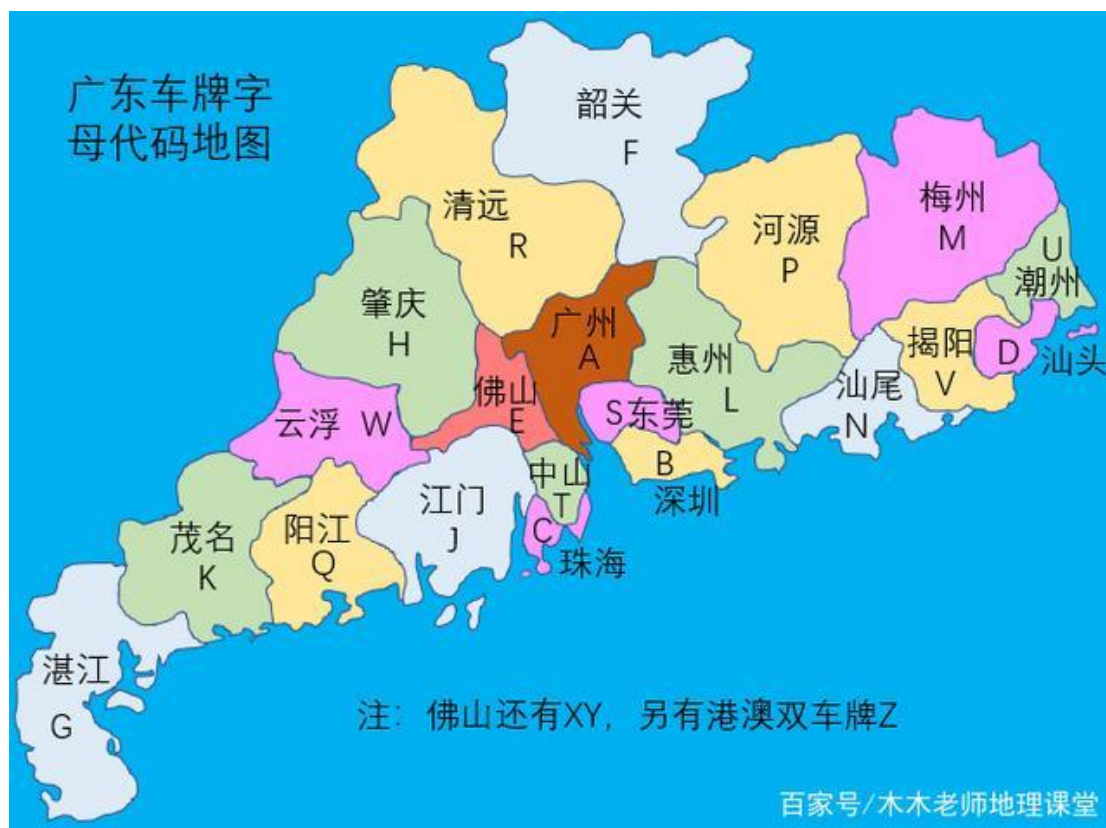 广东车牌字
母代码地图
韶关
F
清远
R
河源
P
梅州
M
U
潮州
肇庆
H
广州
A
惠州
L
揭阳
V
D
汕头
汕尾
N
佛山
E
S东莞
云浮 W
B
深圳
中山
T
江门
J
C
珠海
阳江
Q
茂名
K
湛江
G
注：佛山还有XY，另有港澳双车牌Z
百家号/木木老师地理课堂